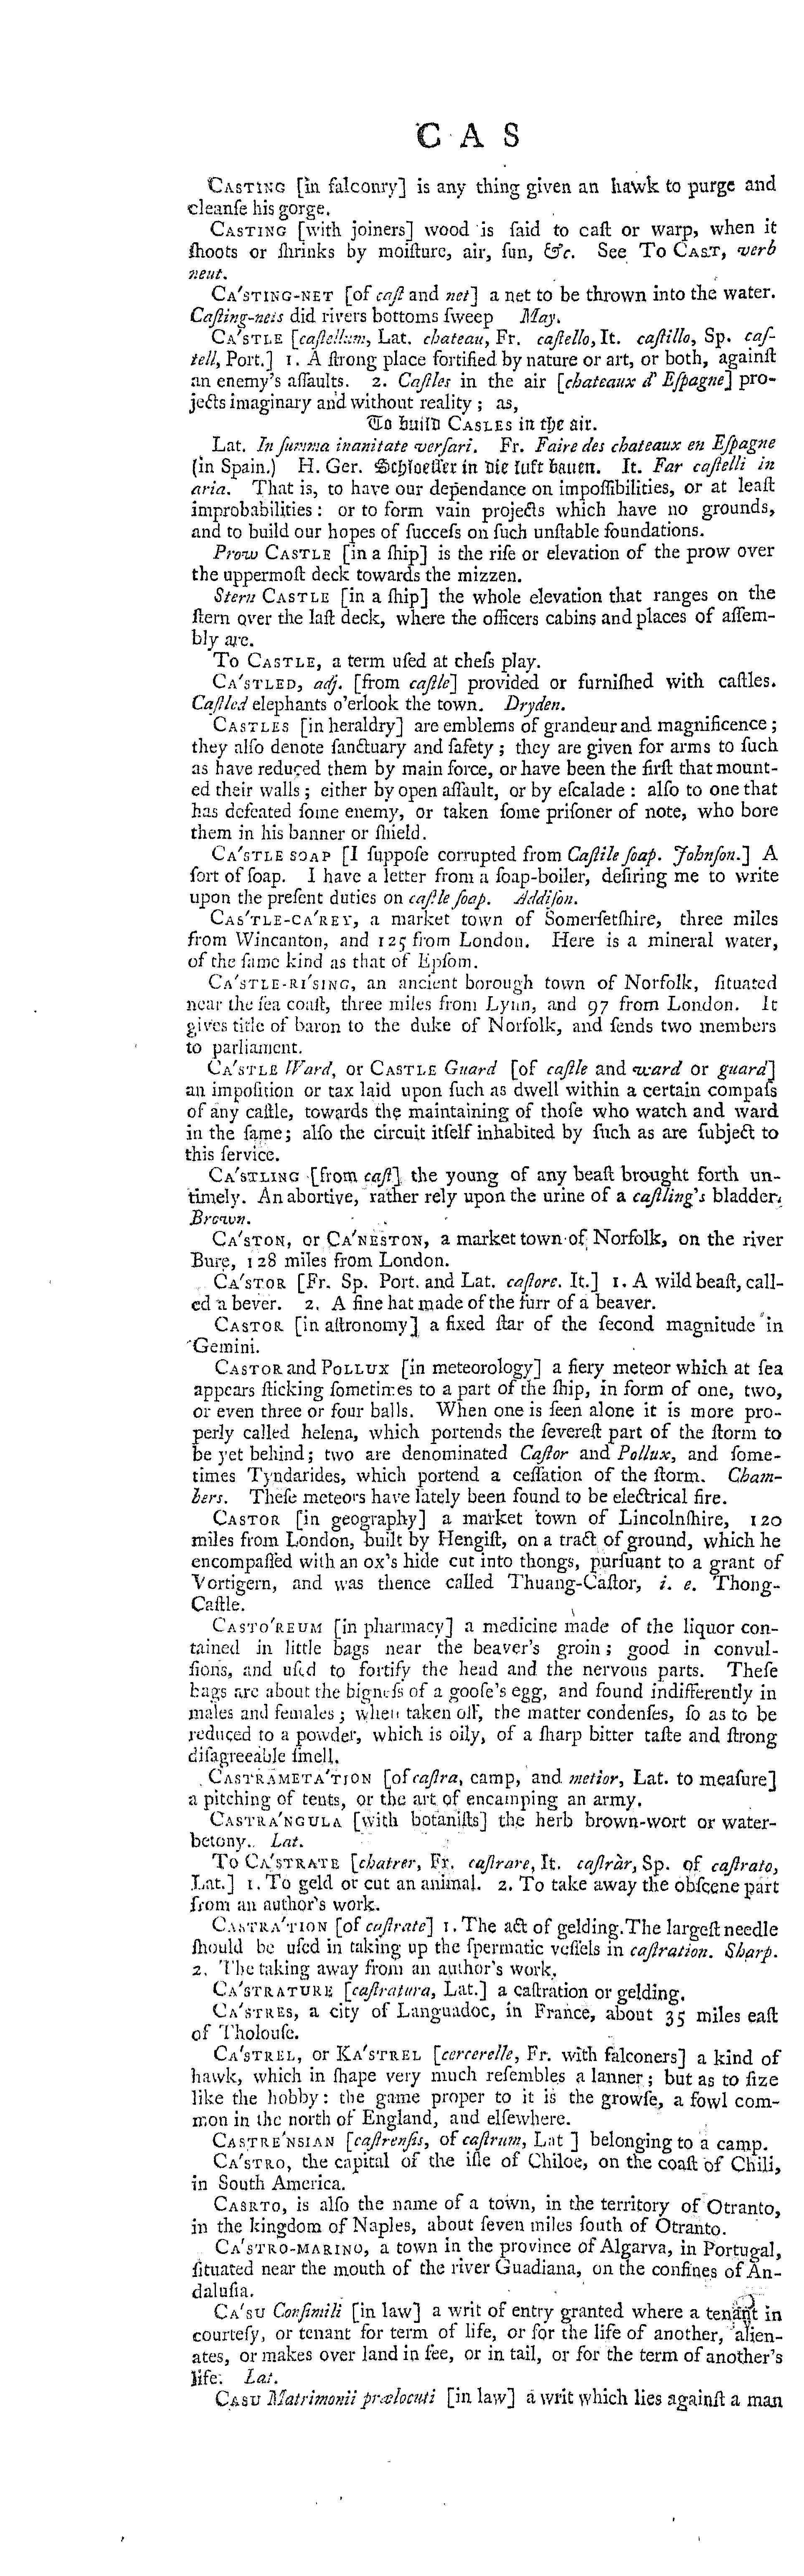 C A S
CASTING [in falconry] is any thing given an hawk to purge and
cleanſe his gorge.
CASTING [with joiners] wood is ſaid to caſt or warp, when it
ſhoots or ſhrinks by moiſture, air, ſun, &c. See To CAST, verb
neut.
CA'STING-NET [of caſt and net] a net to be thrown into the water.
Caſting-nets did rivers bottoms ſweep May.
CA'STLE [caſtellum, Lat. chateau, Fr. caſtello, It. caſtillo, Sp. caſ-
tell, Port.] 1. A ſtrong place fortified by nature or art, or both, againſt
an enemy's aſſaults. 2. Caſtles in the air [chateaux d' Eſpagne] pro-
jects imaginary and without reality; as,
To build CASLES in the air.
Lat. In ſumma inanitate verſari. Fr. Faire des chateaux en Eſpagne
(in Spain.) H. Ger. Schloeſſer in die luft bauen. It. Far caſtelli in
aria. That is, to have our dependance on impoſſibilities, or at leaſt
improbabilities: or to form vain projects which have no grounds,
and to build our hopes of ſucceſs on ſuch unſtable foundations.
Prow CASTLE [in a ſhip] is the riſe or elevation of the prow over
the uppermoſt deck towards the mizzen.
Stern CASTLE [in a ſhip] the whole elevation that ranges on the
ſtern over the laſt deck, where the officers cabins and places of aſſem-
bly are.
To CASTLE, a term uſed at cheſs play.
CA'STLED, adj. [from caſtle] provided or furniſhed with caſtles.
Caſtled elephants o'erlook the town. Dryden.
CASTLES [in heraldry] are emblems of grandeur and magnificence;
they alſo denote ſanctuary and ſafety; they are given for arms to ſuch
as have reduced them by main force, or have been the firſt that mount-
ed their walls; either by open aſſault, or by eſcalade: alſo to one that
has defeated ſome enemy, or taken ſome priſoner of note, who bore
them in his banner or ſhield.
CA'STLE SOAP [I ſuppoſe corrupted from Caſtile ſoap. Johnſon.] A
ſort of ſoap. I have a letter from a ſoap-boiler, deſiring me to write
upon the preſent duties on caſtle ſoap. Addiſon.
CAS'TLE-CA'REY, a market town of Somerſetſhire, three miles
from Wincanton, and 125 from London. Here is a mineral water,
of the ſame kind as that of Epſom.
CA'STLE-RI'SING, an ancient borough town of Norfolk, ſituated
near the ſea coaſt, three miles from Lynn, and 97 from London. It
gives title of baron to the duke of Norfolk, and ſends two members
to parliament.
CA'STLE Ward, or CASTLE Guard [of caſtle and ward or guard]
an impoſition or tax laid upon ſuch as dwell within a certain compaſs
of any caſtle, towards the maintaining of thoſe who watch and ward
in the ſame; alſo the circuit itſelf inhabited by ſuch as are ſubject to
this ſervice.
CA'STLING [from caſt] the young of any beaſt brought forth un-
timely. An abortive, rather rely upon the urine of a caſtling's bladder.
Brown.
CA'STON, or CA'NESTON, a market town of Norfolk, on the river
Bure, 128 miles from London.
CA'STOR [Fr. Sp. Port. and Lat. caſtore. It.] 1. A wild beaſt, call-
ed a bever. 2. A fine hat made of the furr of a beaver.
CASTOR [in aſtronomy] a fixed ſtar of the ſecond magnitude in
Gemini.
CASTOR and POLLUX [in meteorology] a fiery meteor which at ſea
appears ſticking ſometimes to a part of the ſhip, in form of one, two,
or even three or four balls. When one is ſeen alone it is more pro-
perly called helena, which portends the ſevereſt part of the ſtorm to
be yet behind; two are denominated Caſtor and Pollux, and ſome-
times Tyndarides, which portend a ceſſation of the ſtorm. Cham-
bers. Theſe meteors have lately been found to be electrical fire.
CASTOR [in geography] a market town of Lincolnſhire, 120
miles from London, built by Hengiſt, on a tract of ground, which he
encompaſſed with an ox's hide cut into thongs, purſuant to a grant of
Vortigern, and was thence called Thuang-Caſtor, i. e. Thong-
Caſtle.
CASTO'REUM [in pharmacy] a medicine made of the liquor con-
tained in little bags near the beaver's groin; good in convul-
ſions, and uſed to fortify the head and the nervous parts. Theſe
bags are about the bigneſs of a gooſe's egg, and found indifferently in
males and females; when taken off, the matter condenſes, ſo as to be
reduced to a powder, which is oily, of a ſharp bitter taſte and ſtrong
diſagreeable ſmell.
CASTRAMETA'TION [of caſtra, camp, and metior, Lat. to meaſure]
a pitching of tents, or the art of encamping an army.
CASTRA'NGULA [with botaniſts] the herb brown-wort or water-
betony. Lat.
To CA'STRATE [chatrer, Fr. caſtrare, It. caſtràr, Sp. of caſtrato,
Lat.] 1. To geld or cut an animal. 2. To take away the obſcene part
from an author's work.
CASTRA'TION [of caſtrate] 1. The act of gelding. The largeſt needle
ſhould be uſed in taking up the ſpermatic veſſels in caſtration. Sharp.
2. The taking away from an author's work.
CA'STRATURE [caſtratura, Lat.] a caſtration or gelding.
CA'STRES, a city of Languadoc, in France, about 35 miles eaſt
of Tholouſe.
CA'STREL, or KA'STREL [cercerelle, Fr. with falconers] a kind of
hawk, which in ſhape very much reſembles a lanner; but as to ſize
like the hobby: the game proper to it is the growſe, a fowl com-
mon in the north of England, and elſewhere.
CASTRE'NSIAN [caſtrenſis, of caſtrum, Lat ] belonging to a camp.
CA'STRO, the capital of the iſle of Chiloe, on the coaſt of Chili,
in South America.
CASRTO, is alſo the name of a town, in the territory of Otranto,
in the kingdom of Naples, about ſeven miles ſouth of Otranto.
CA'STRO-MARINO, a town in the province of Algarva, in Portugal,
ſituated near the mouth of the river Guadiana, on the confines of An-
daluſia.
CA'SU Conſimili [in law] a writ of entry granted where a tenant in
courteſy, or tenant for term of life, or for the life of another, alien-
ates, or makes over land in fee, or in tail, or for the term of another's
life. Lat.
CASU Matrimonii prælocuti [in law] a writ which lies againſt a man